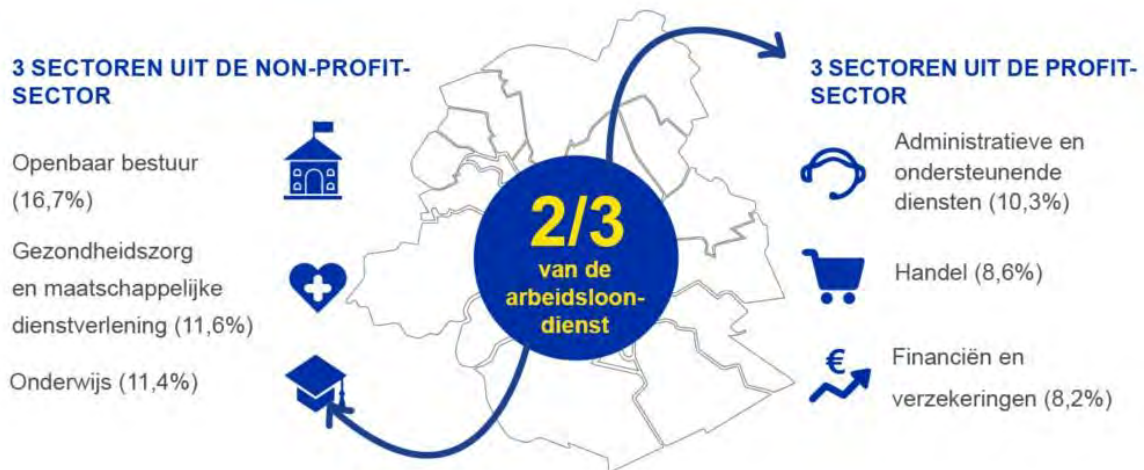 3 SECTOREN UIT DE NON-PROFIT-
SECTOR
Openbaar bestuur
(16,7%)
Gezondheidszorg
en maatschappelijke
dienstverlening (11,6%)
Onderwijs (11,4%)
2/3
van de
arbeidsloon-
dienst
3 SECTOREN UIT DE PROFIT-
SECTOR
Administratieve en
ondersteunende
diensten (10,3%)
Handel (8,6%)
€
Financiën en
verzekeringen (8,2%)